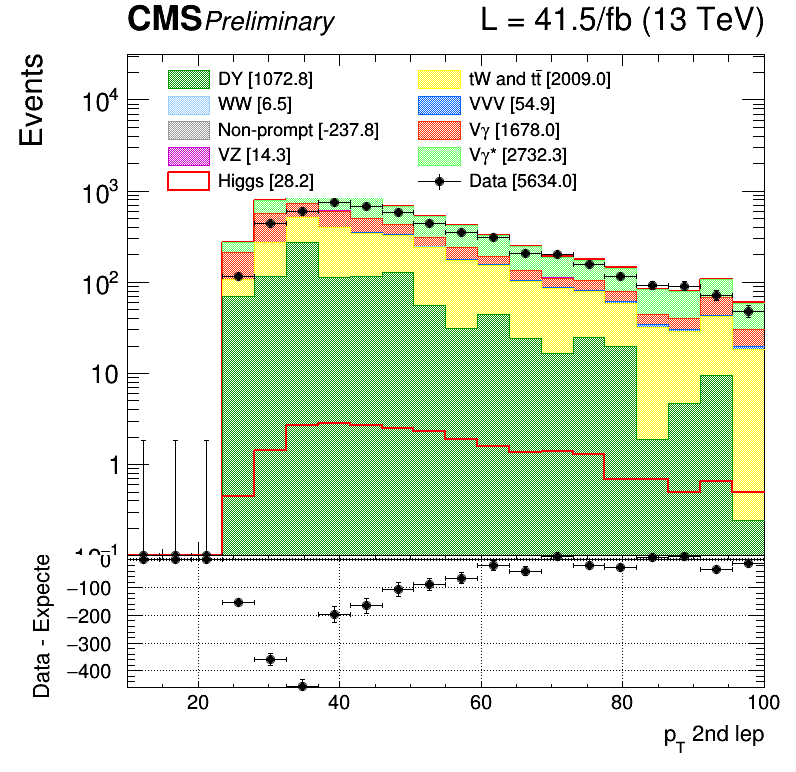 CMS Preliminary L = 41.5/fb (13 TeV)
Events
DY [1072.8] tW and tt̄ [2009.0]
WW [6.5] VVV [54.9]
Non-prompt [-237.8] Vγ [1678.0]
VZ [14.3] Vγ* [2732.3]
Higgs [28.2] Data [5634.0]
10⁴
10³
10²
10
1
Data - Expecte
0
−100
−200
−300
−400
20 40 60 80 100
p_T 2nd lep